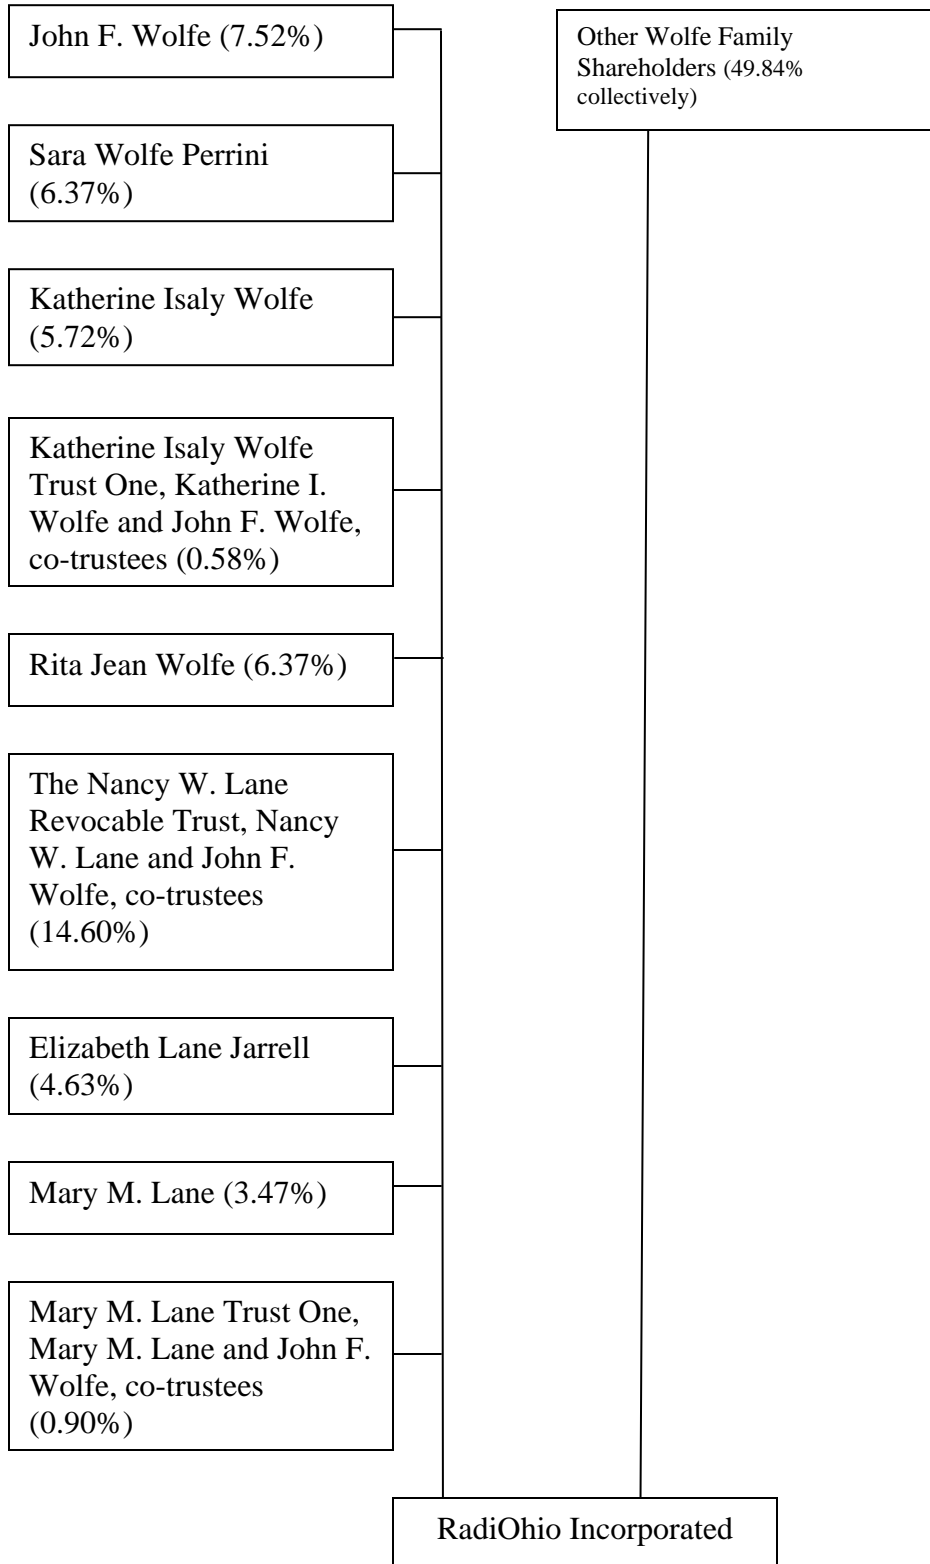 John F. Wolfe (7.52%)
Other Wolfe Family
Shareholders (49.84%
collectively)
Sara Wolfe Perrini
(6.37%)
Katherine Isaly Wolfe
(5.72%)
Katherine Isaly Wolfe
Trust One, Katherine I.
Wolfe and John F. Wolfe,
co-trustees (0.58%)
Rita Jean Wolfe (6.37%)
The Nancy W. Lane
Revocable Trust, Nancy
W. Lane and John F.
Wolfe, co-trustees
(14.60%)
Elizabeth Lane Jarrell
(4.63%)
Mary M. Lane (3.47%)
Mary M. Lane Trust One,
Mary M. Lane and John F.
Wolfe, co-trustees
(0.90%)
RadiOhio Incorporated